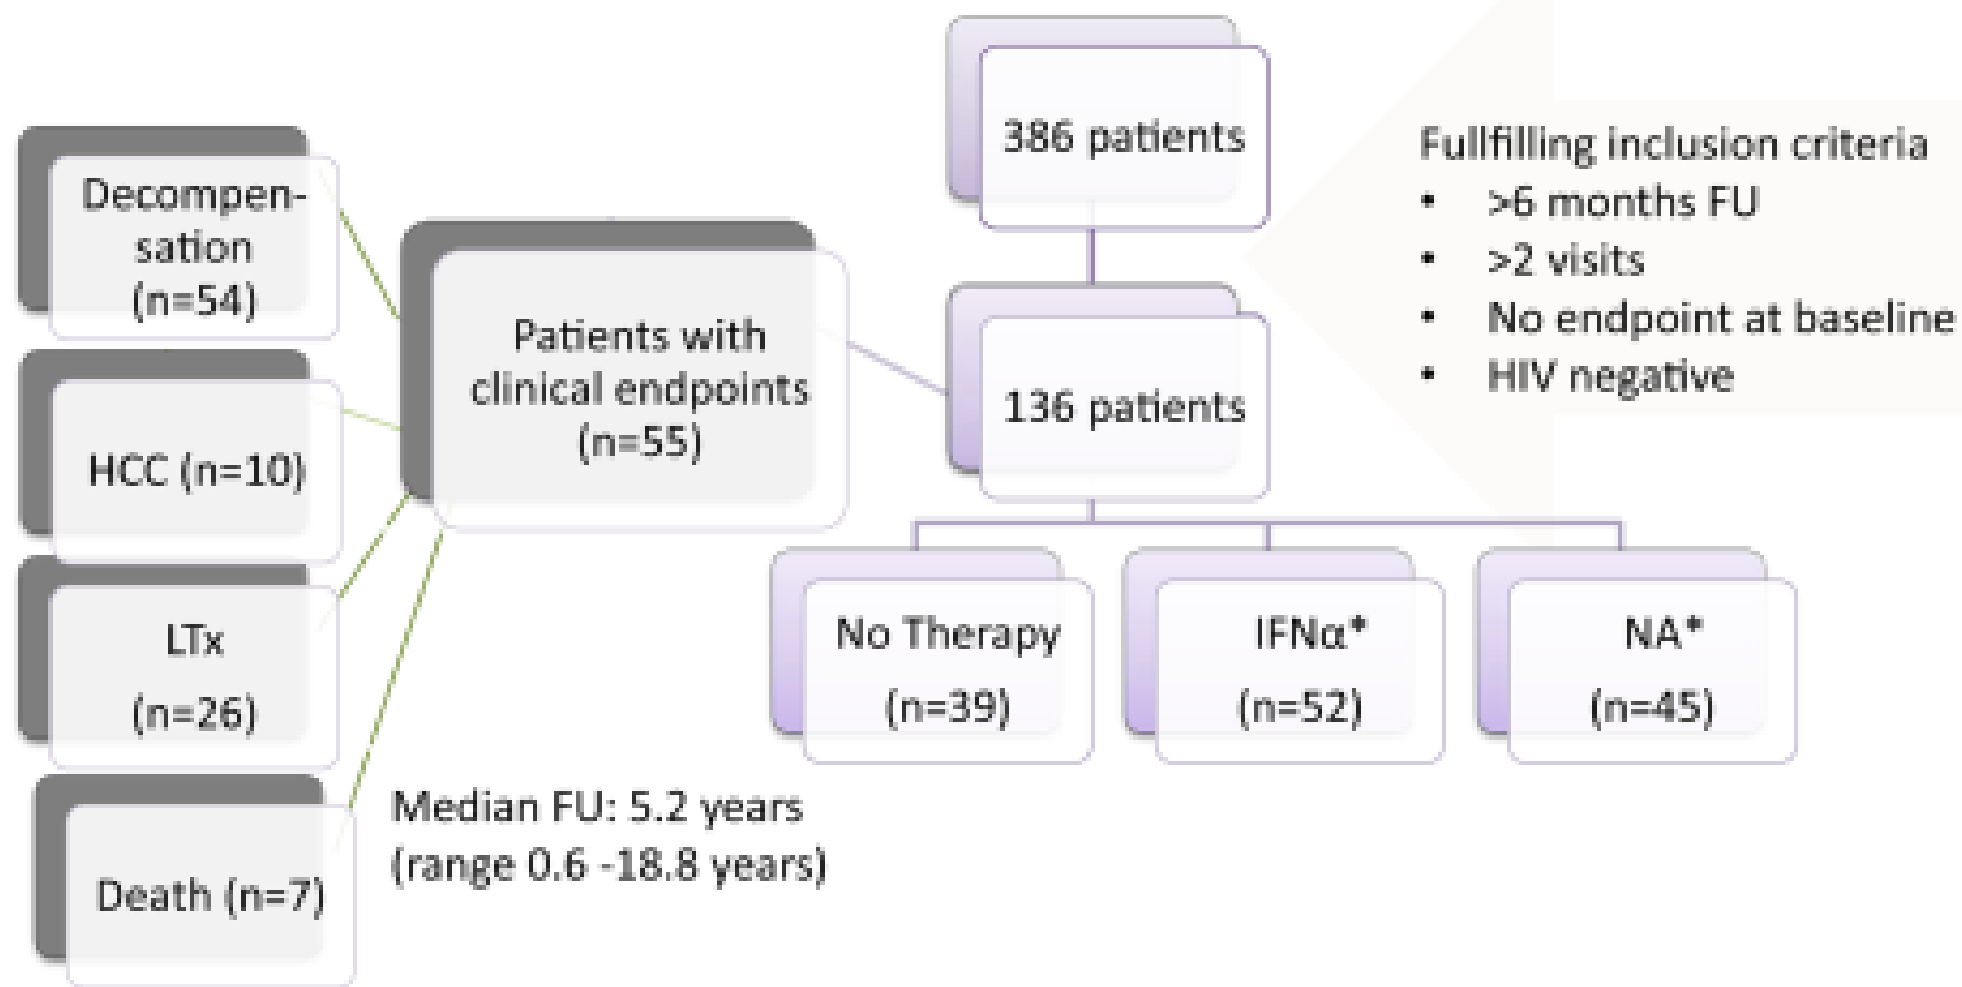 386 patients
Fullfilling inclusion criteria
• >6 months FU
• >2 visits
• No endpoint at baseline
• HIV negative
136 patients
Patients with
clinical endpoints
(n=55)
Decompen-
sation
(n=54)
HCC (n=10)
LTx
(n=26)
Death (n=7)
No Therapy
(n=39)
IFNα*
(n=52)
NA*
(n=45)
Median FU: 5.2 years
(range 0.6 -18.8 years)